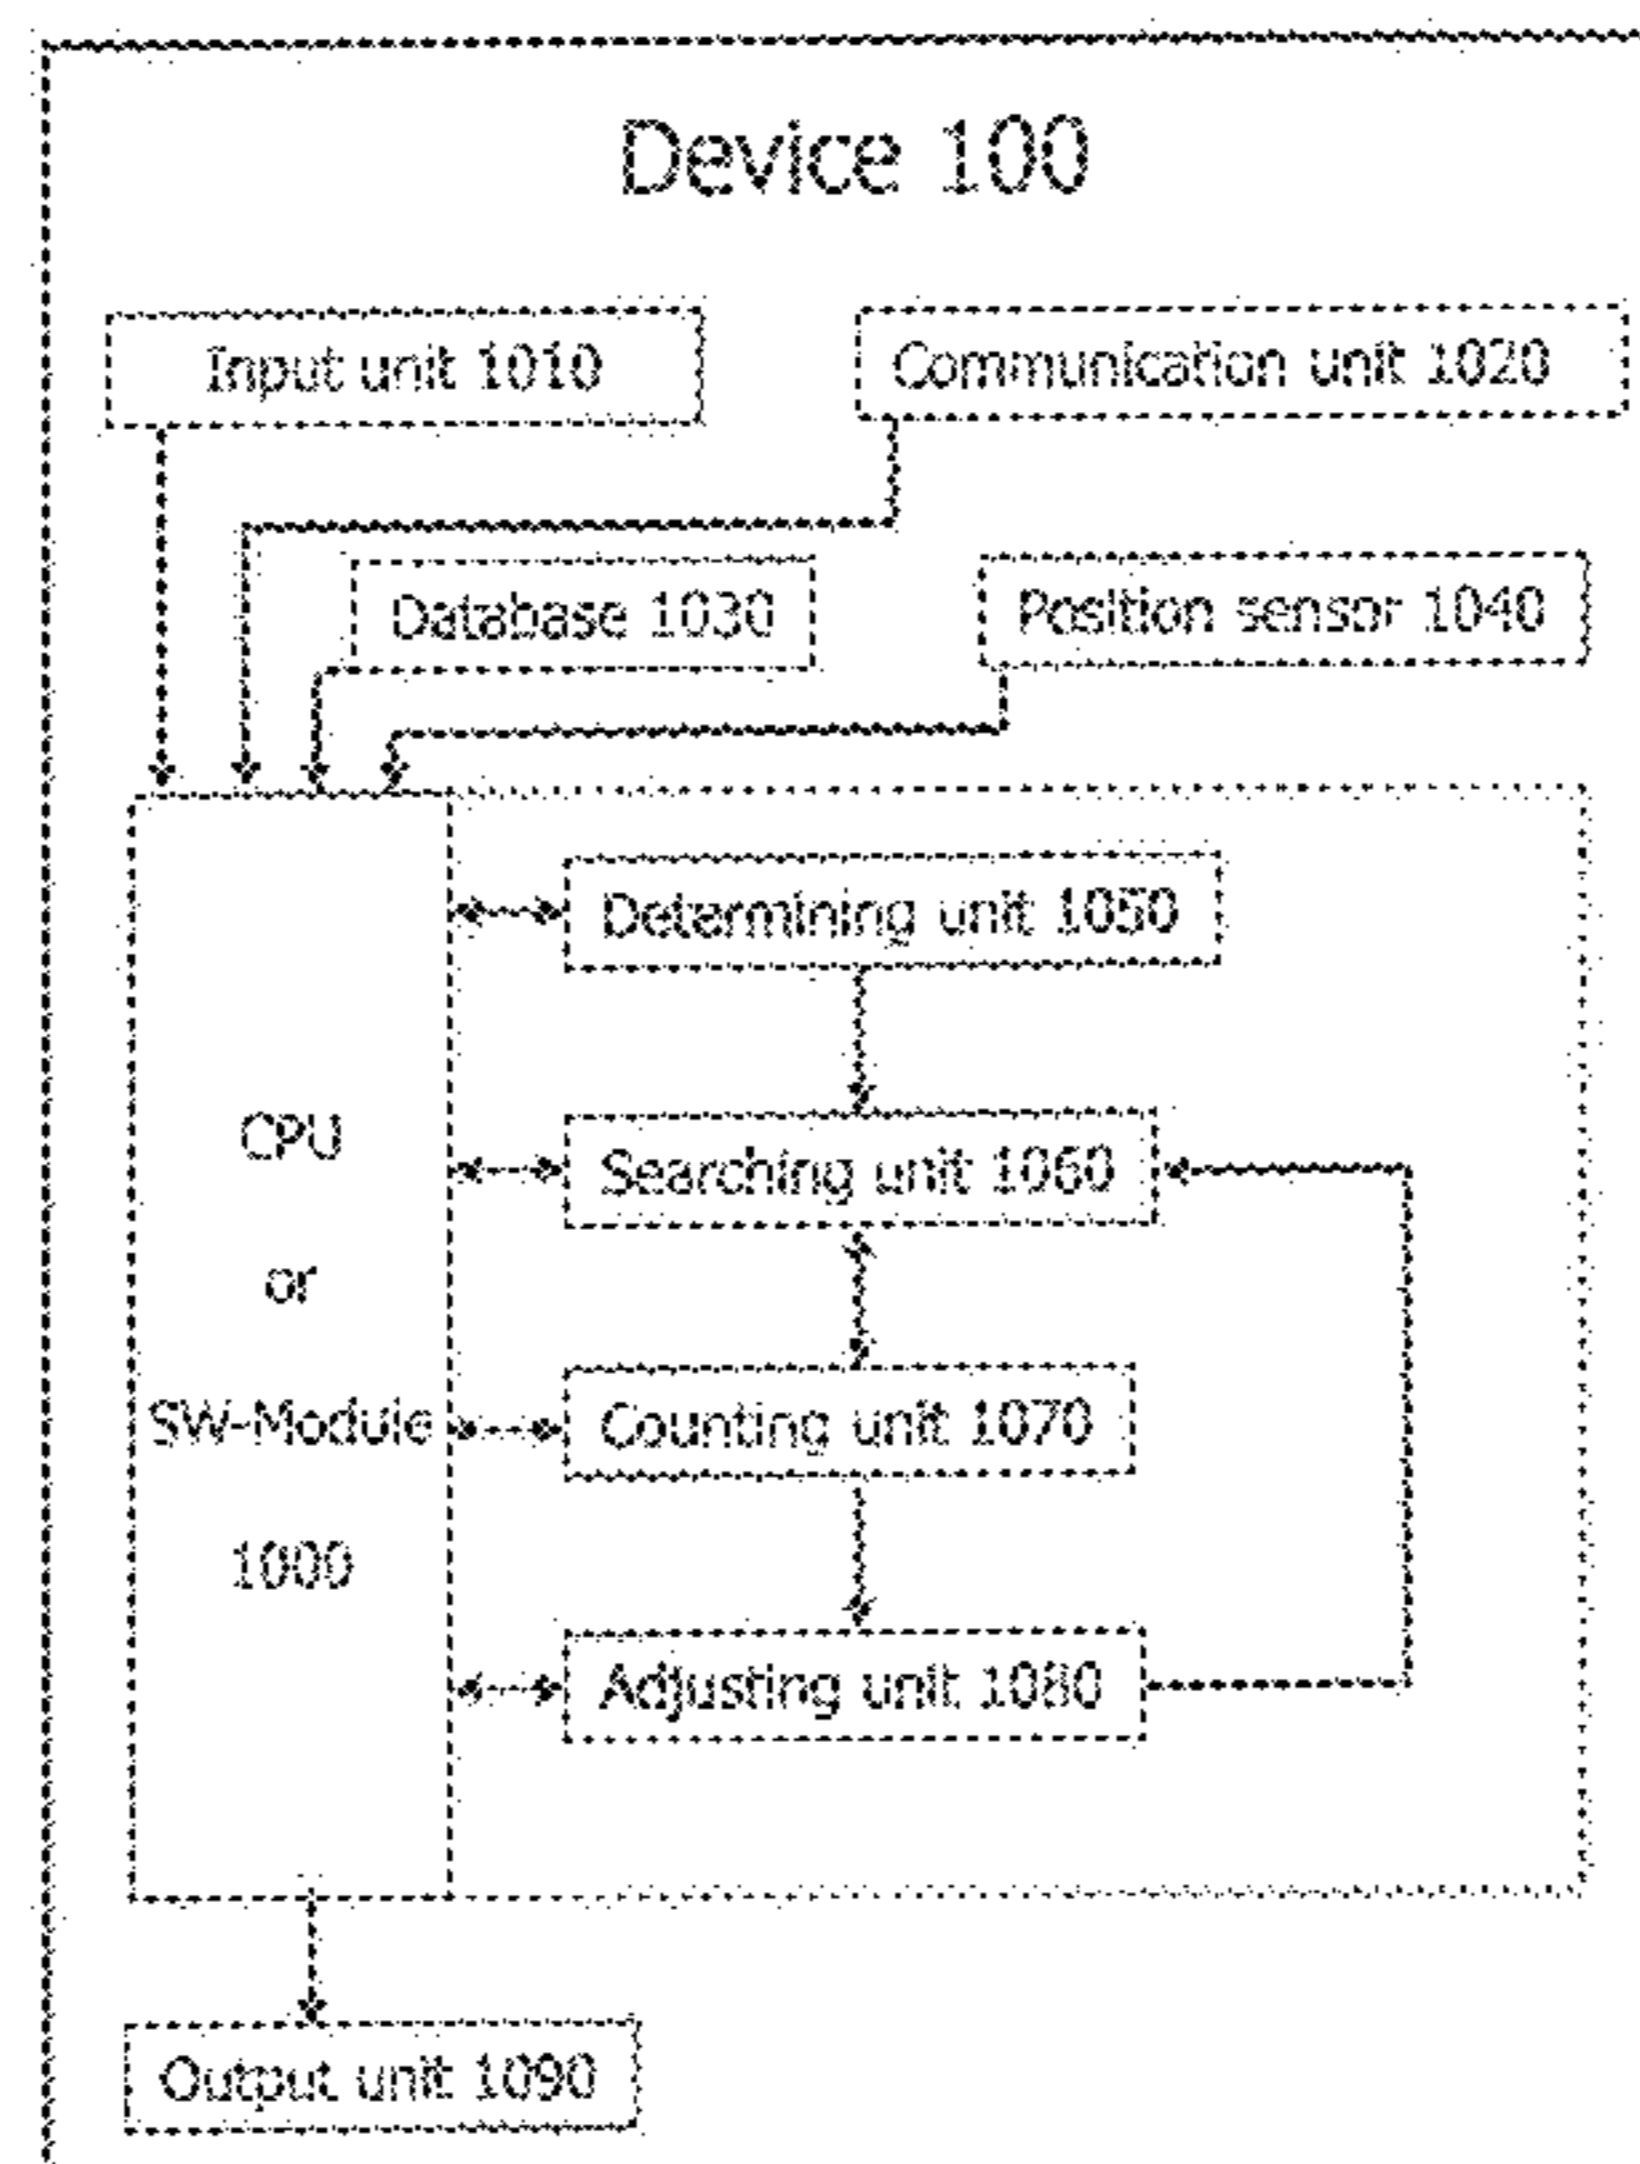 Device 100
Input unit 1010
Communication unit 1020
Database 1030
Position sensor 1040
Determining unit 1050
CPU
Searching unit 1060
or
SW-Module
Counting unit 1070
1000
Adjusting unit 1080
Output unit 1090